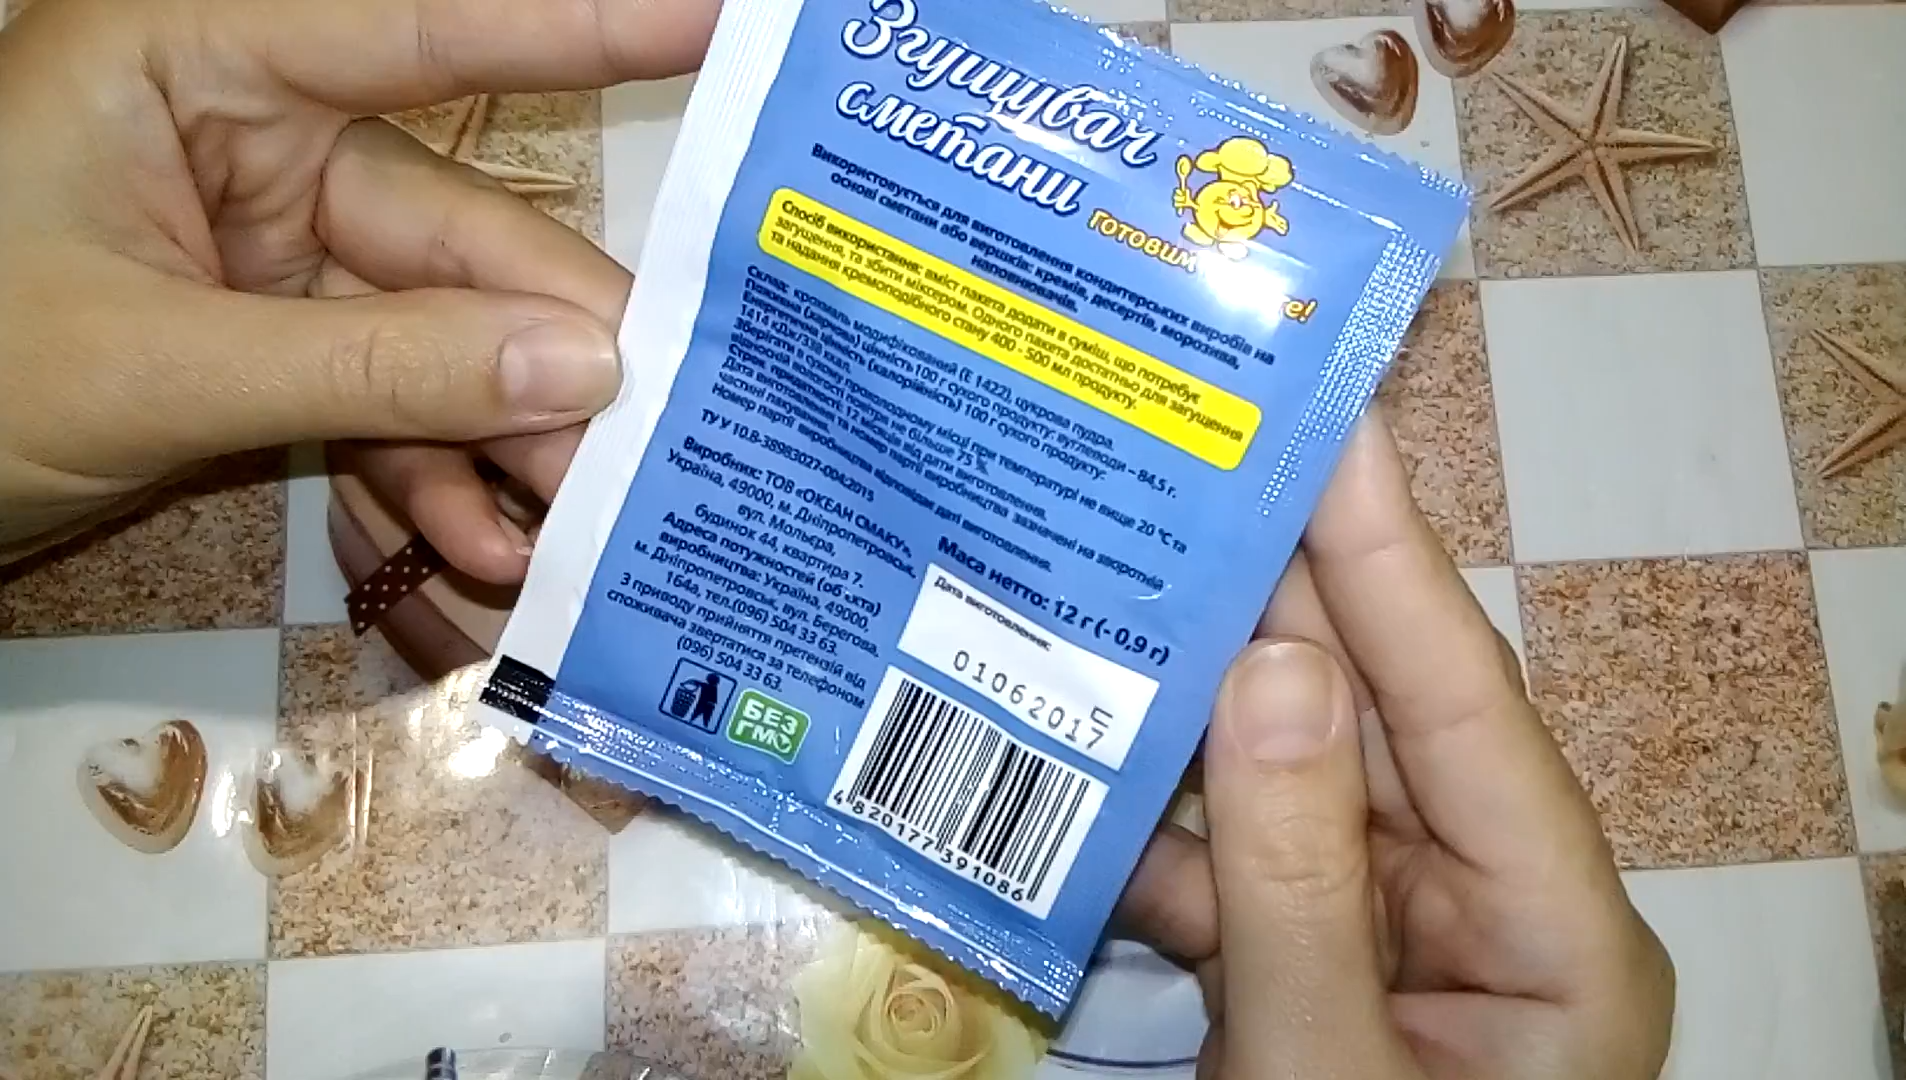 Згущувач
сметани
готовим
те!
Використовується для виготовлення кондитерських виробів на
основі сметани або вершків: кремів, десертів, морозива,
наповнювачів.
Спосіб використання: вміст пакета додати в суміш, що потребує
загущення, та збити міксером. Одного пакета достатньо для загущення
та надання кремоподібного стану 400 - 500 мл продукту.
Склад: крохмаль модифікований (Е 1422), цукрова пудра.
Поживна (харчова) цінність 100 г сухого продукту: вуглеводи – 84,5 г.
Енергетична цінність (калорійність) 100 г сухого продукту:
1414 кДж/338 ккал.
Зберігати в сухому прохолодному місці при температурі не вище 20 °С та
відносній вологості повітря не більше 75 %.
Строк придатності: 12 місяців від дати виготовлення.
Дата виготовлення та номер партії виробництва зазначені на зворотній
частині пакування.
Номер партії виробництва відповідає даті виготовлення.
ТУ У 10.8-38983027-004:2015
Виробник: ТОВ «ОКЕАН СМАКУ»,
Україна, 49000, м. Дніпропетровськ,
вул. Мольєра,
будинок 44, квартира 7.
Адреса потужностей (об'єкта)
виробництва: Україна, 49000,
м. Дніпропетровськ, вул. Берегова,
164а, тел.(096) 504 33 63.
З приводу прийняття претензій від
споживача звертатися за телефоном
(096) 504 33 63.
БЕЗ
ГМО
Маса нетто: 12 г (- 0,9 г)
Дата виготовлення:
01062017
4 820177 391086